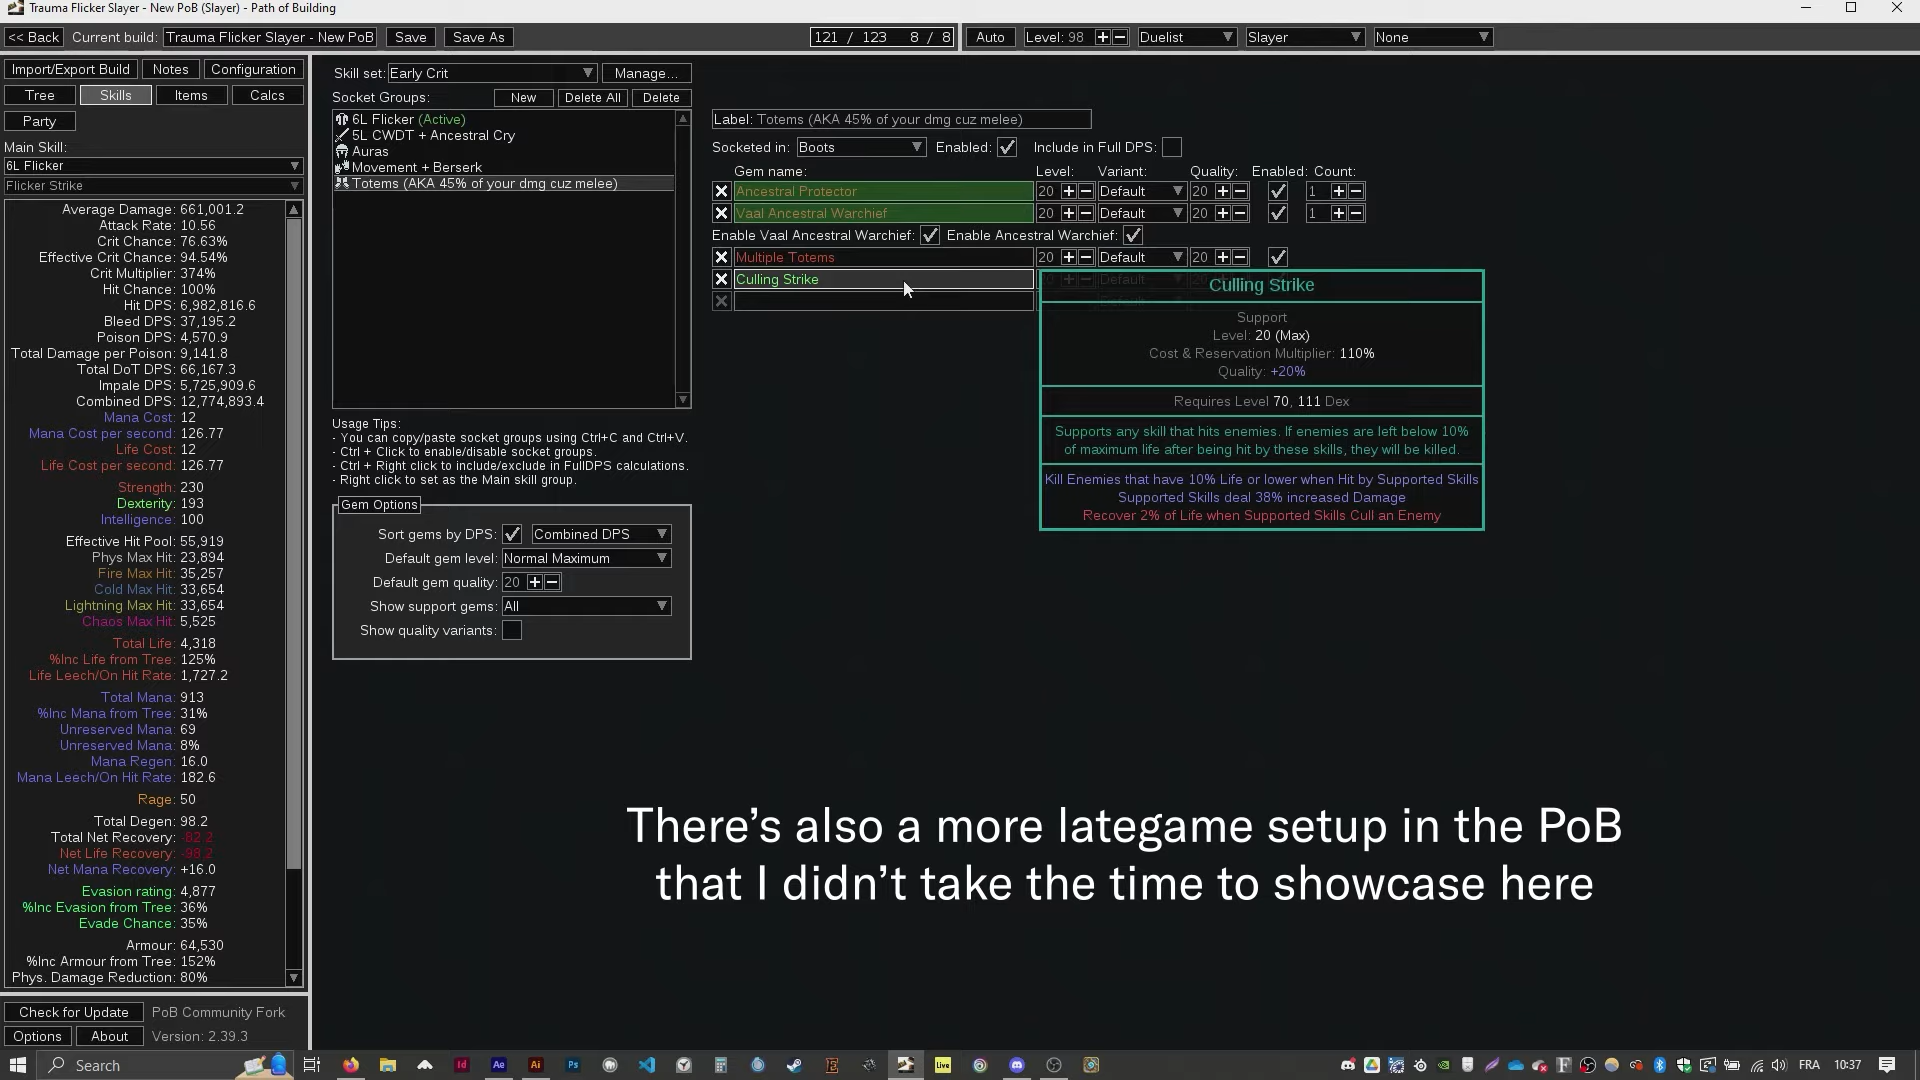 Trauma Flicker Slayer - New PoB (Slayer) - Path of Building
<< Back Current build: Trauma Flicker Slayer - New PoB Save Save As 121 / 123 8 / 8 Auto Level: 98 Duelist Slayer None
Import/Export Build Notes Configuration
Tree Skills Items Calcs
Party
Main Skill:
6L Flicker
Flicker Strike
Average Damage: 661,001.2
Attack Rate: 10.56
Crit Chance: 76.63%
Effective Crit Chance: 94.54%
Crit Multiplier: 374%
Hit Chance: 100%
Hit DPS: 6,982,816.6
Bleed DPS: 37,195.2
Poison DPS: 4,570.9
Total Damage per Poison: 9,141.8
Total DoT DPS: 66,167.3
Impale DPS: 5,725,909.6
Combined DPS: 12,774,893.4
Mana Cost: 12
Mana Cost per second: 126.77
Life Cost: 12
Life Cost per second: 126.77
Strength: 230
Dexterity: 193
Intelligence: 100
Effective Hit Pool: 55,919
Phys Max Hit: 23,894
Fire Max Hit: 35,257
Cold Max Hit: 33,654
Lightning Max Hit: 33,654
Chaos Max Hit: 5,525
Total Life: 4,318
%Inc Life from Tree: 125%
Life Leech/On Hit Rate: 1,727.2
Total Mana: 913
%Inc Mana from Tree: 31%
Unreserved Mana: 69
Unreserved Mana: 8%
Mana Regen: 16.0
Mana Leech/On Hit Rate: 182.6
Rage: 50
Total Degen: 98.2
Total Net Recovery: -82.2
Net Life Recovery: -98.2
Net Mana Recovery: +16.0
Evasion rating: 4,877
%Inc Evasion from Tree: 36%
Evade Chance: 35%
Armour: 64,530
%Inc Armour from Tree: 152%
Phys. Damage Reduction: 80%
Check for Update PoB Community Fork
Options About Version: 2.39.3
Skill set: Early Crit Manage...
Socket Groups: New Delete All Delete
6L Flicker (Active)
5L CWDT + Ancestral Cry
Auras
Movement + Berserk
Totems (AKA 45% of your dmg cuz melee)
Usage Tips:
- You can copy/paste socket groups using Ctrl+C and Ctrl+V.
- Ctrl + Click to enable/disable socket groups.
- Ctrl + Right click to include/exclude in FullDPS calculations.
- Right click to set as the Main skill group.
Gem Options
Sort gems by DPS: Combined DPS
Default gem level: Normal Maximum
Default gem quality: 20
Show support gems: All
Show quality variants:
Label: Totems (AKA 45% of your dmg cuz melee)
Socketed in: Boots Enabled: Include in Full DPS:
Gem name: Level: Variant: Quality: Enabled: Count:
Ancestral Protector 20 Default 20 1
Vaal Ancestral Warchief 20 Default 20 1
Enable Vaal Ancestral Warchief: Enable Ancestral Warchief:
Multiple Totems 20 Default 20
Culling Strike
Culling Strike
Support
Level: 20 (Max)
Cost & Reservation Multiplier: 110%
Quality: +20%
Requires Level 70, 111 Dex
Supports any skill that hits enemies. If enemies are left below 10%
of maximum life after being hit by these skills, they will be killed.
Kill Enemies that have 10% Life or lower when Hit by Supported Skills
Supported Skills deal 38% increased Damage
Recover 2% of Life when Supported Skills Cull an Enemy
There's also a more lategame setup in the PoB
that I didn't take the time to showcase here
Search Id Ae Ai Ps Live FRA 10:37